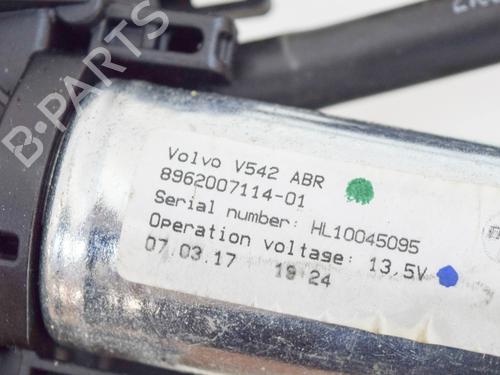 B-PARTS
Volvo V542 ABR
8962007114-01
Serial number: HL10045095
Operation voltage: 13.5V
07.03.17 19:24